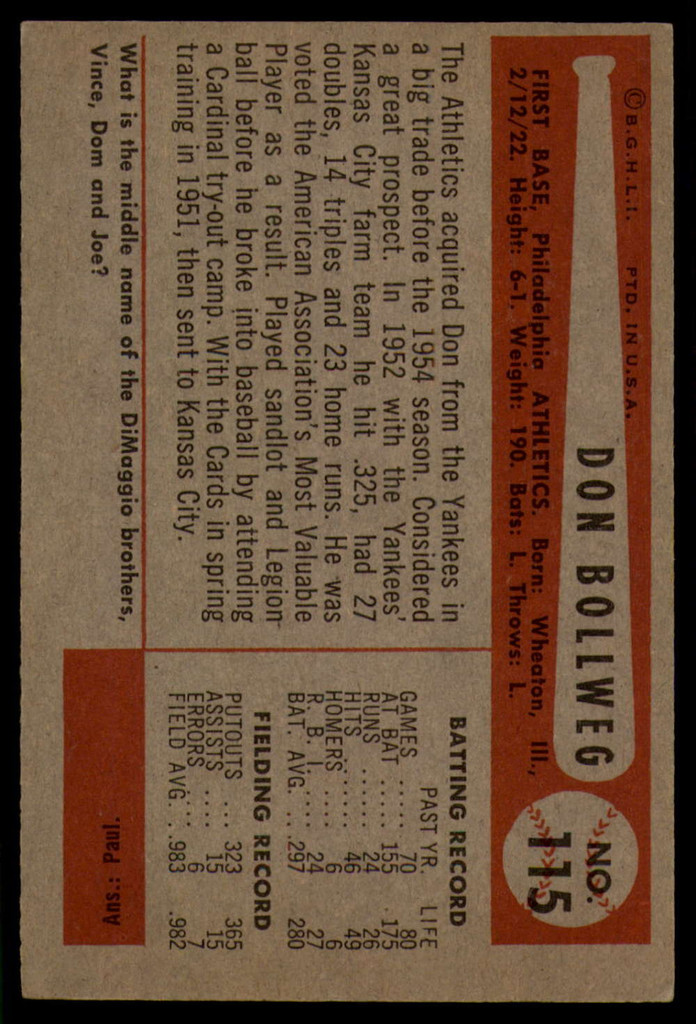 © B.G.H.L.I. PTD. IN U.S.A.
DON BOLLWEG
NO.
115
FIRST BASE, Philadelphia ATHLETICS. Born: Wheaton, Ill.,
2/12/22. Height: 6-1. Weight: 190. Bats: L. Throws: L.
The Athletics acquired Don from the Yankees in
a big trade before the 1954 season. Considered
a great prospect. In 1952 with the Yankees'
Kansas City farm team he hit .325, had 27
doubles, 14 triples and 23 home runs. He was
voted the American Association's Most Valuable
Player as a result. Played sandlot and Legion
ball before he broke into baseball by attending
a Cardinal try-out camp. With the Cards in spring
training in 1951, then sent to Kansas City.
BATTING RECORD
PAST YR. LIFE
GAMES ..... 70 80
AT BAT ..... 155 175
RUNS ...... 24 26
HITS ...... 46 49
HOMERS ..... 6 6
R. B. I. .... 24 27
BAT. AVG. .. .297 280
FIELDING RECORD
PUTOUTS ... 323 365
ASSISTS .... 15 15
ERRORS ... 6 7
FIELD AVG. . .983 .982
What is the middle name of the DiMaggio brothers,
Vince, Dom and Joe?
Ans.: Paul.